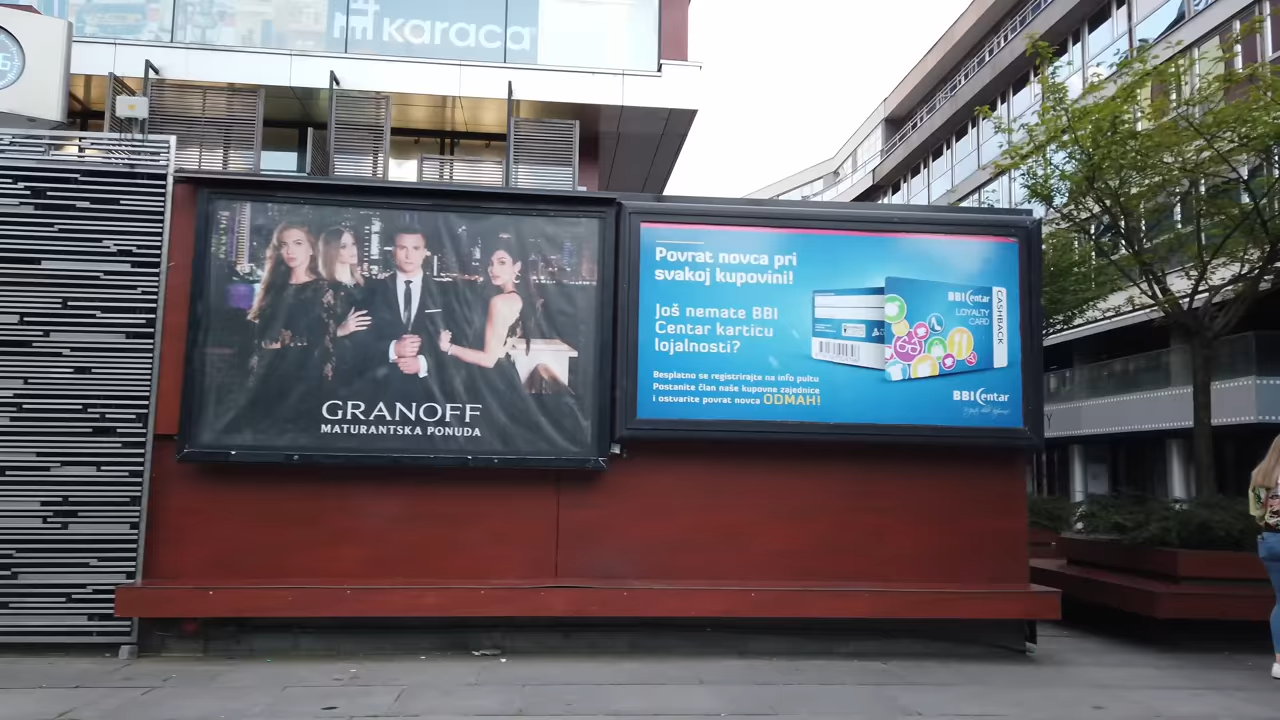 karaca
GRANOFF
MATURANTSKA PONUDA
Povrat novca pri
svakoj kupovini!
Još nemate BBI
Centar karticu
lojalnosti?
Besplatno se registrirajte na info pultu
Postanite član naše kupovne zajednice
i ostvarite povrat novca ODMAH!
BBI Centar
LOYALTY
CARD
CASHBACK
BBI Centar